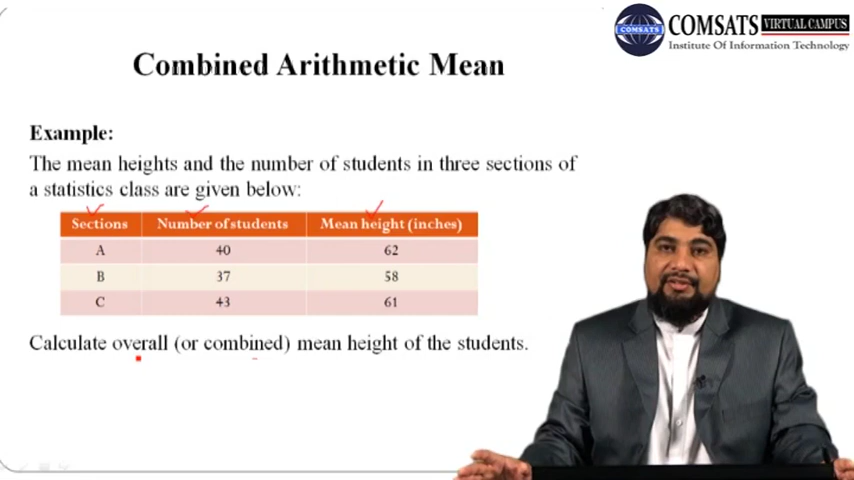 COMSATS
COMSATS VIRTUAL CAMPUS
Institute Of Information Technology
Combined Arithmetic Mean
Example:
The mean heights and the number of students in three sections of
a statistics class are given below:
Sections Number of students Mean height (inches)
A 40 62
B 37 58
C 43 61
Calculate overall (or combined) mean height of the students.